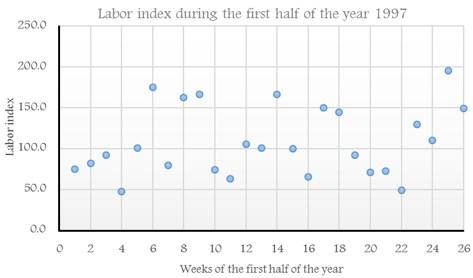 Labor index during the first half of the year 1997
250.0
200.0
150.0
100.0
50.0
0.0
Labor index
0 2 4 6 8 10 12 14 16 18 20 22 24 26
Weeks of the first half of the year